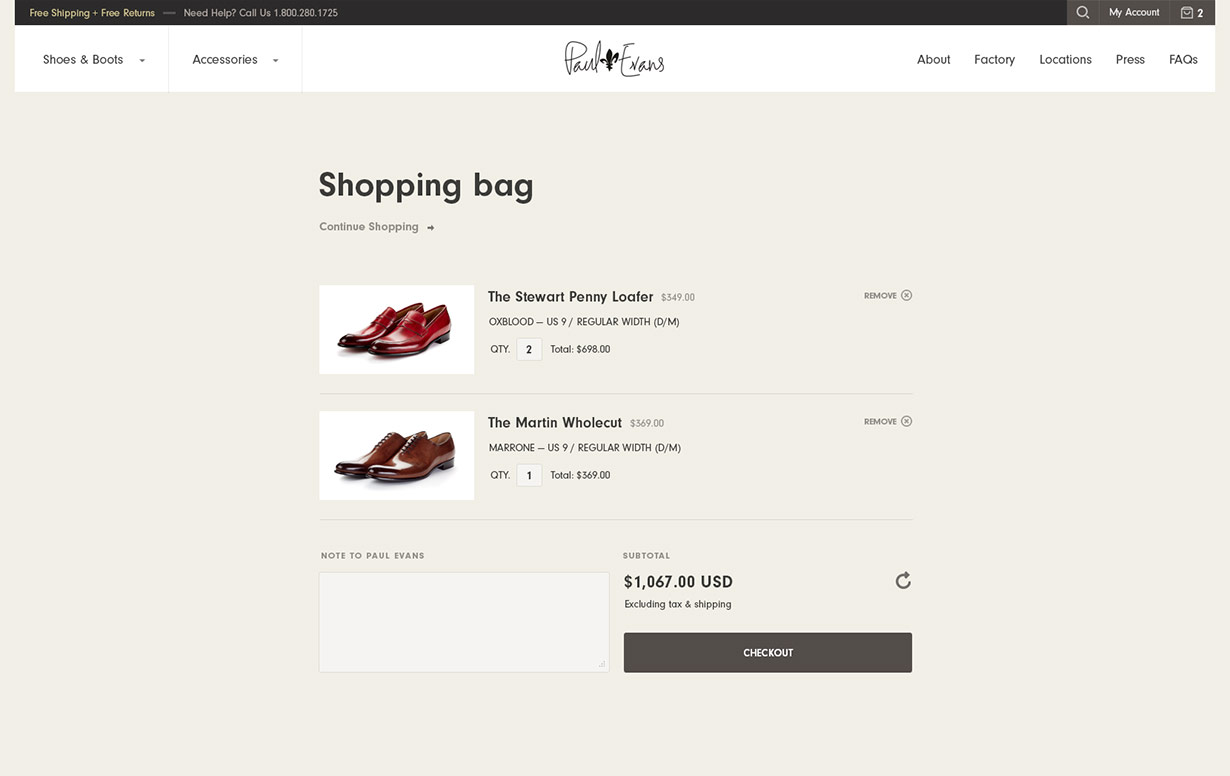 Free Shipping + Free Returns — Need Help? Call Us 1.800.280.1725
My Account 2
Shoes & Boots Accessories
Paul Evans
About Factory Locations Press FAQs
Shopping bag
Continue Shopping
The Stewart Penny Loafer $349.00
REMOVE
OXBLOOD — US 9 / REGULAR WIDTH (D/M)
QTY. 2 Total: $698.00
The Martin Wholecut $369.00
REMOVE
MARRONE — US 9 / REGULAR WIDTH (D/M)
QTY. 1 Total: $369.00
NOTE TO PAUL EVANS
SUBTOTAL
$1,067.00 USD
Excluding tax & shipping
CHECKOUT